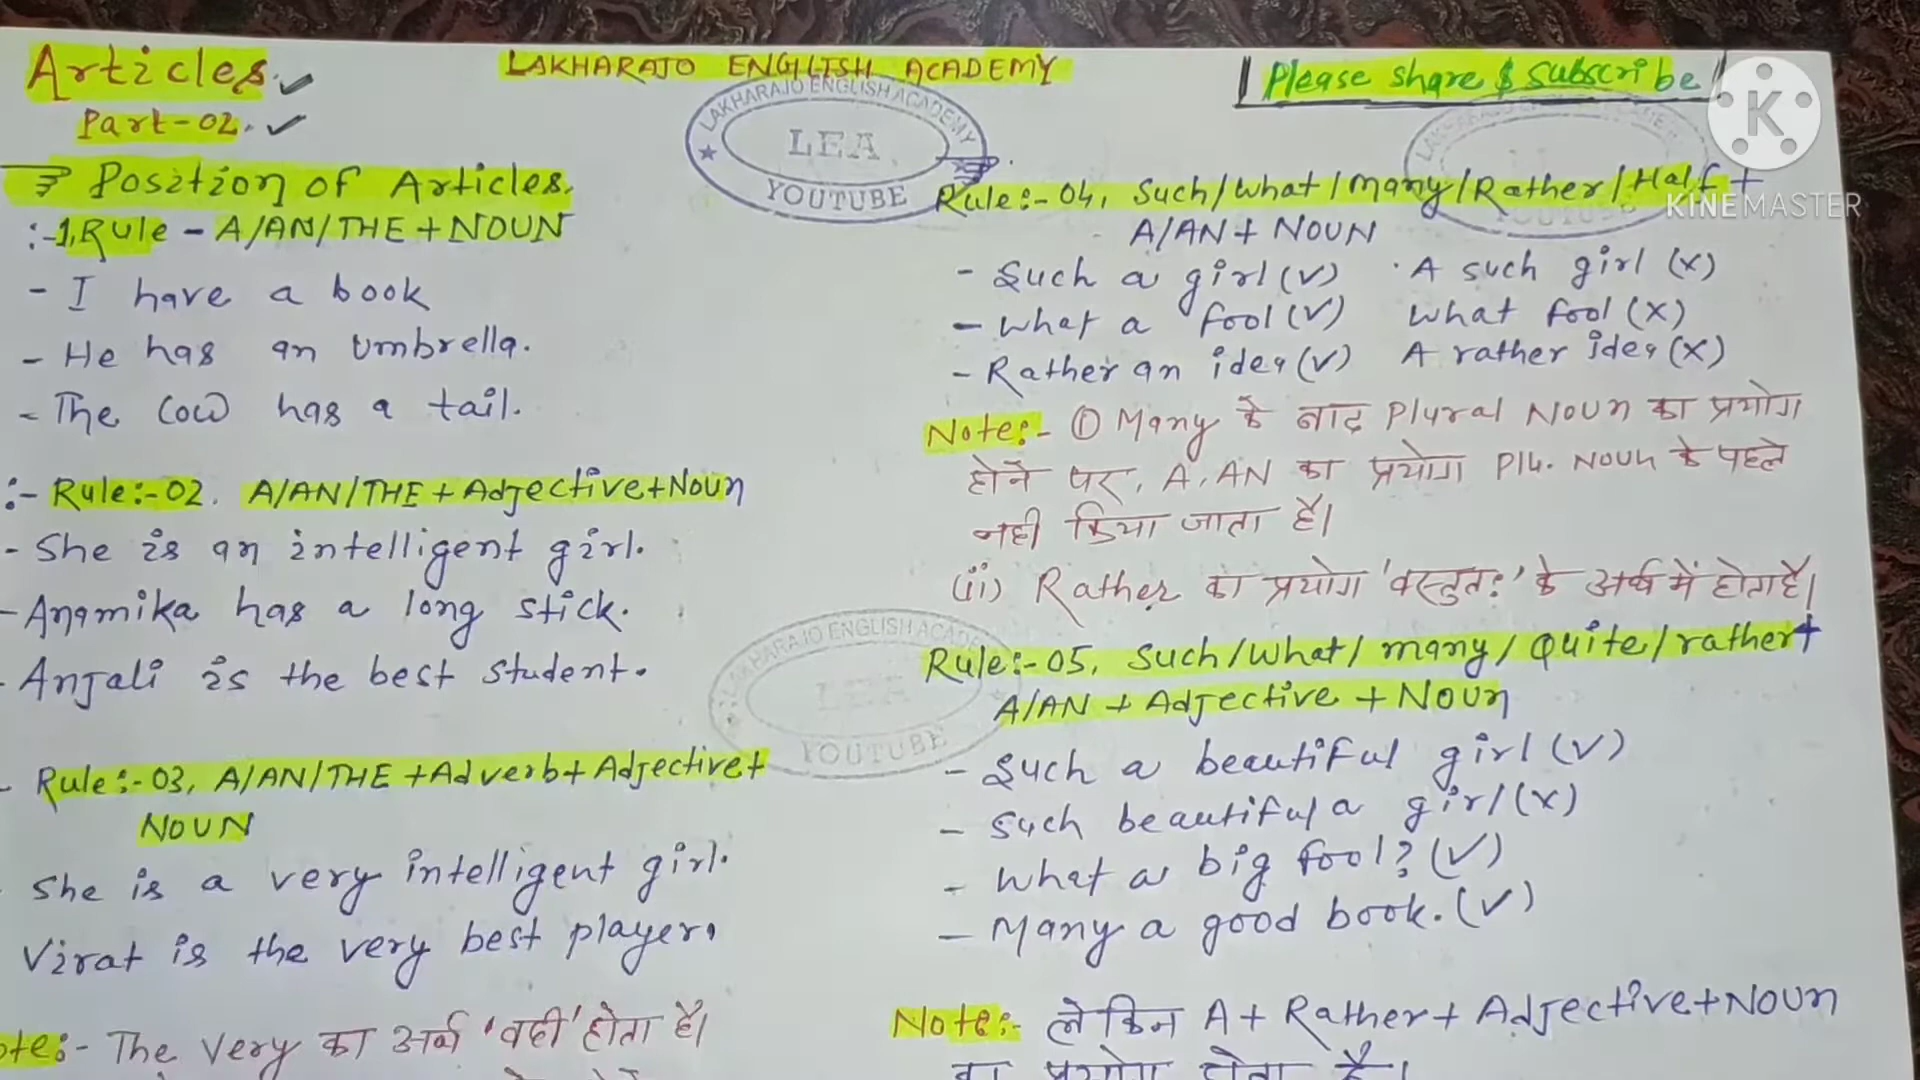 Articles.
Part-02.
LAKHARAJO ENGLISH ACADEMY
Please share & subscribe
KINEMASTER
LAKHARAJO ENGLISH ACADEMY
LEA
YOUTUBE
Position of Articles.
:-1, Rule - A/AN/THE + NOUN
- I have a book
- He has an Umbrella.
- The Cow has a tail.
:- Rule:-02. A/AN/THE + Adjective + Noun
- She is an intelligent girl.
- Anamika has a long stick.
- Anjali is the best student.
- Rule:-03, A/AN/THE + Adverb + Adjective +
NOUN
She is a very intelligent girl.
Virat is the very best player.
ote:- The Very का अर्थ 'वही' होता है।
LAKHARAJO ENGLISH ACADE
LEA
YOUTUBE
Rule:-04, Such/What/Many/Rather/Half +
A/AN + NOUN
- Such a girl (✓) · A such girl (x)
- What a fool (✓) What fool (x)
- Rather an idea (✓) A rather idea (x)
Note:- ① Many के बाद Plural Noun का प्रयोग
होने पर, A, AN का प्रयोग Plu. Noun के पहले
नही किया जाता है।
(ii) Rather का प्रयोग 'वस्तुतः' के अर्थ में होता है।
Rule:-05, Such/What/many/Quite/rather +
A/AN + Adjective + Noun
- Such a beautiful girl (✓)
- Such beautiful a girl (x)
- What a big fool? (✓)
- Many a good book. (✓)
Note:- लेकिन A + Rather + Adjective + Noun
का प्रयोग होता है।